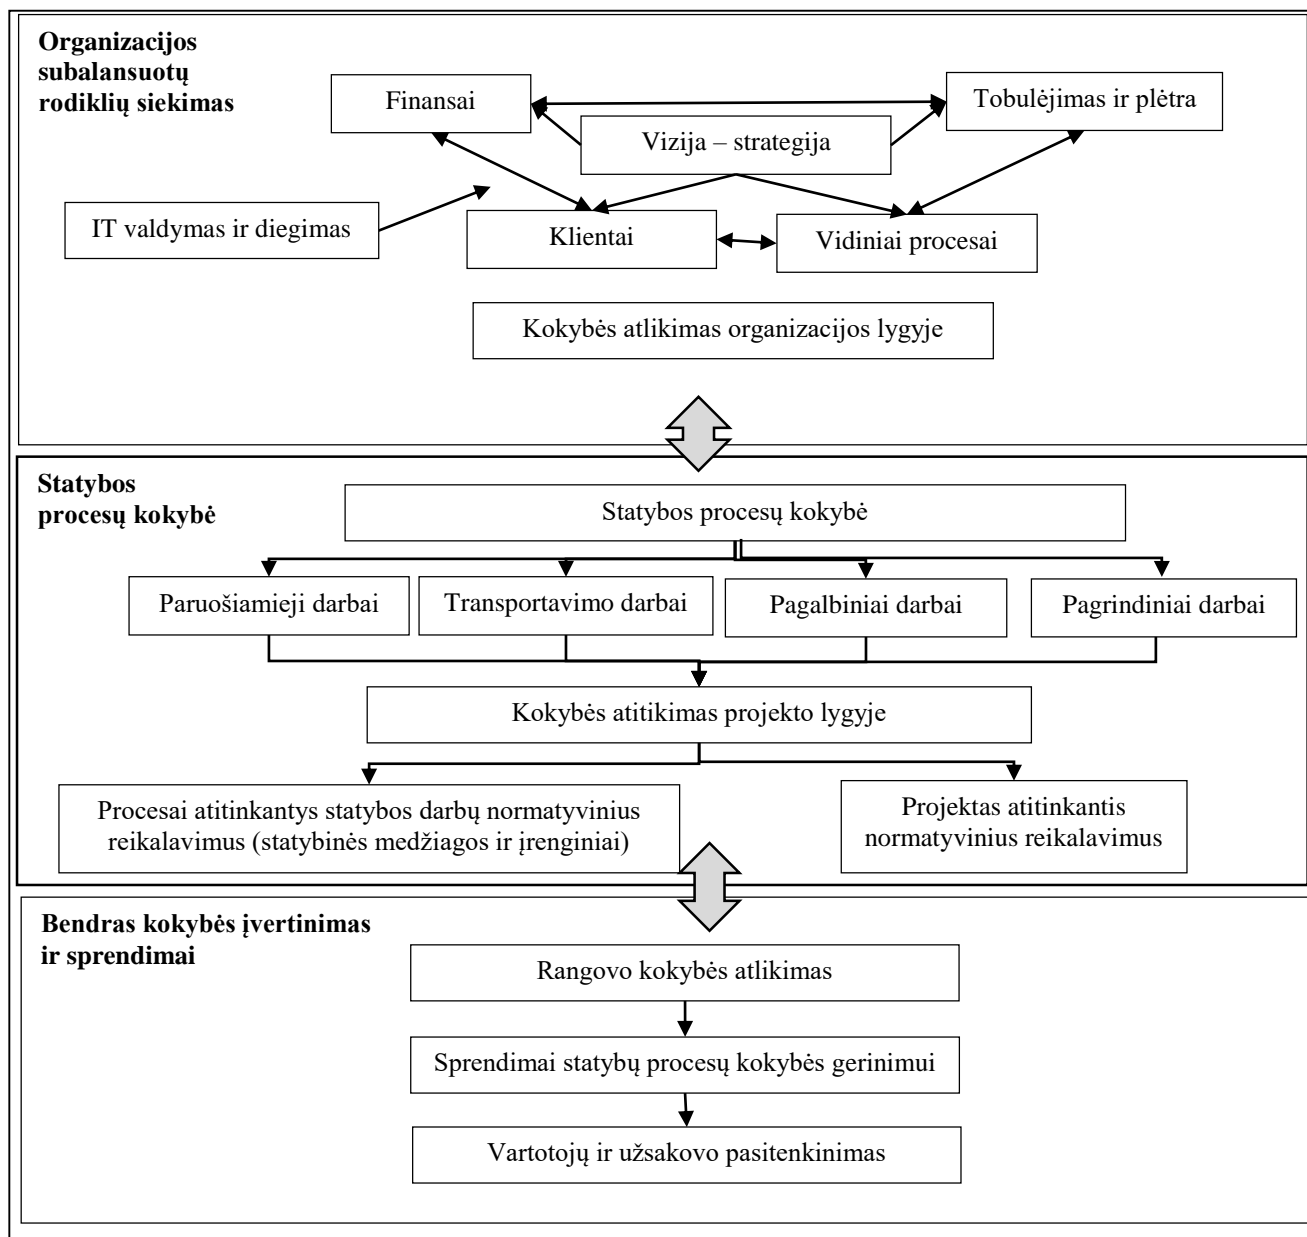 Organizacijos
subalansuotų
rodiklių siekimas
Finansai
Tobulėjimas ir plėtra
Vizija – strategija
IT valdymas ir diegimas
Klientai
Vidiniai procesai
Kokybės atlikimas organizacijos lygyje
Statybos
procesų kokybė
Statybos procesų kokybė
Paruošiamieji darbai
Transportavimo darbai
Pagalbiniai darbai
Pagrindiniai darbai
Kokybės atitikimas projekto lygyje
Procesai atitinkantys statybos darbų normatyvinius
reikalavimus (statybinės medžiagos ir įrenginiai)
Projektas atitinkantis
normatyvinius reikalavimus
Bendras kokybės įvertinimas
ir sprendimai
Rangovo kokybės atlikimas
Sprendimai statybų procesų kokybės gerinimui
Vartotojų ir užsakovo pasitenkinimas